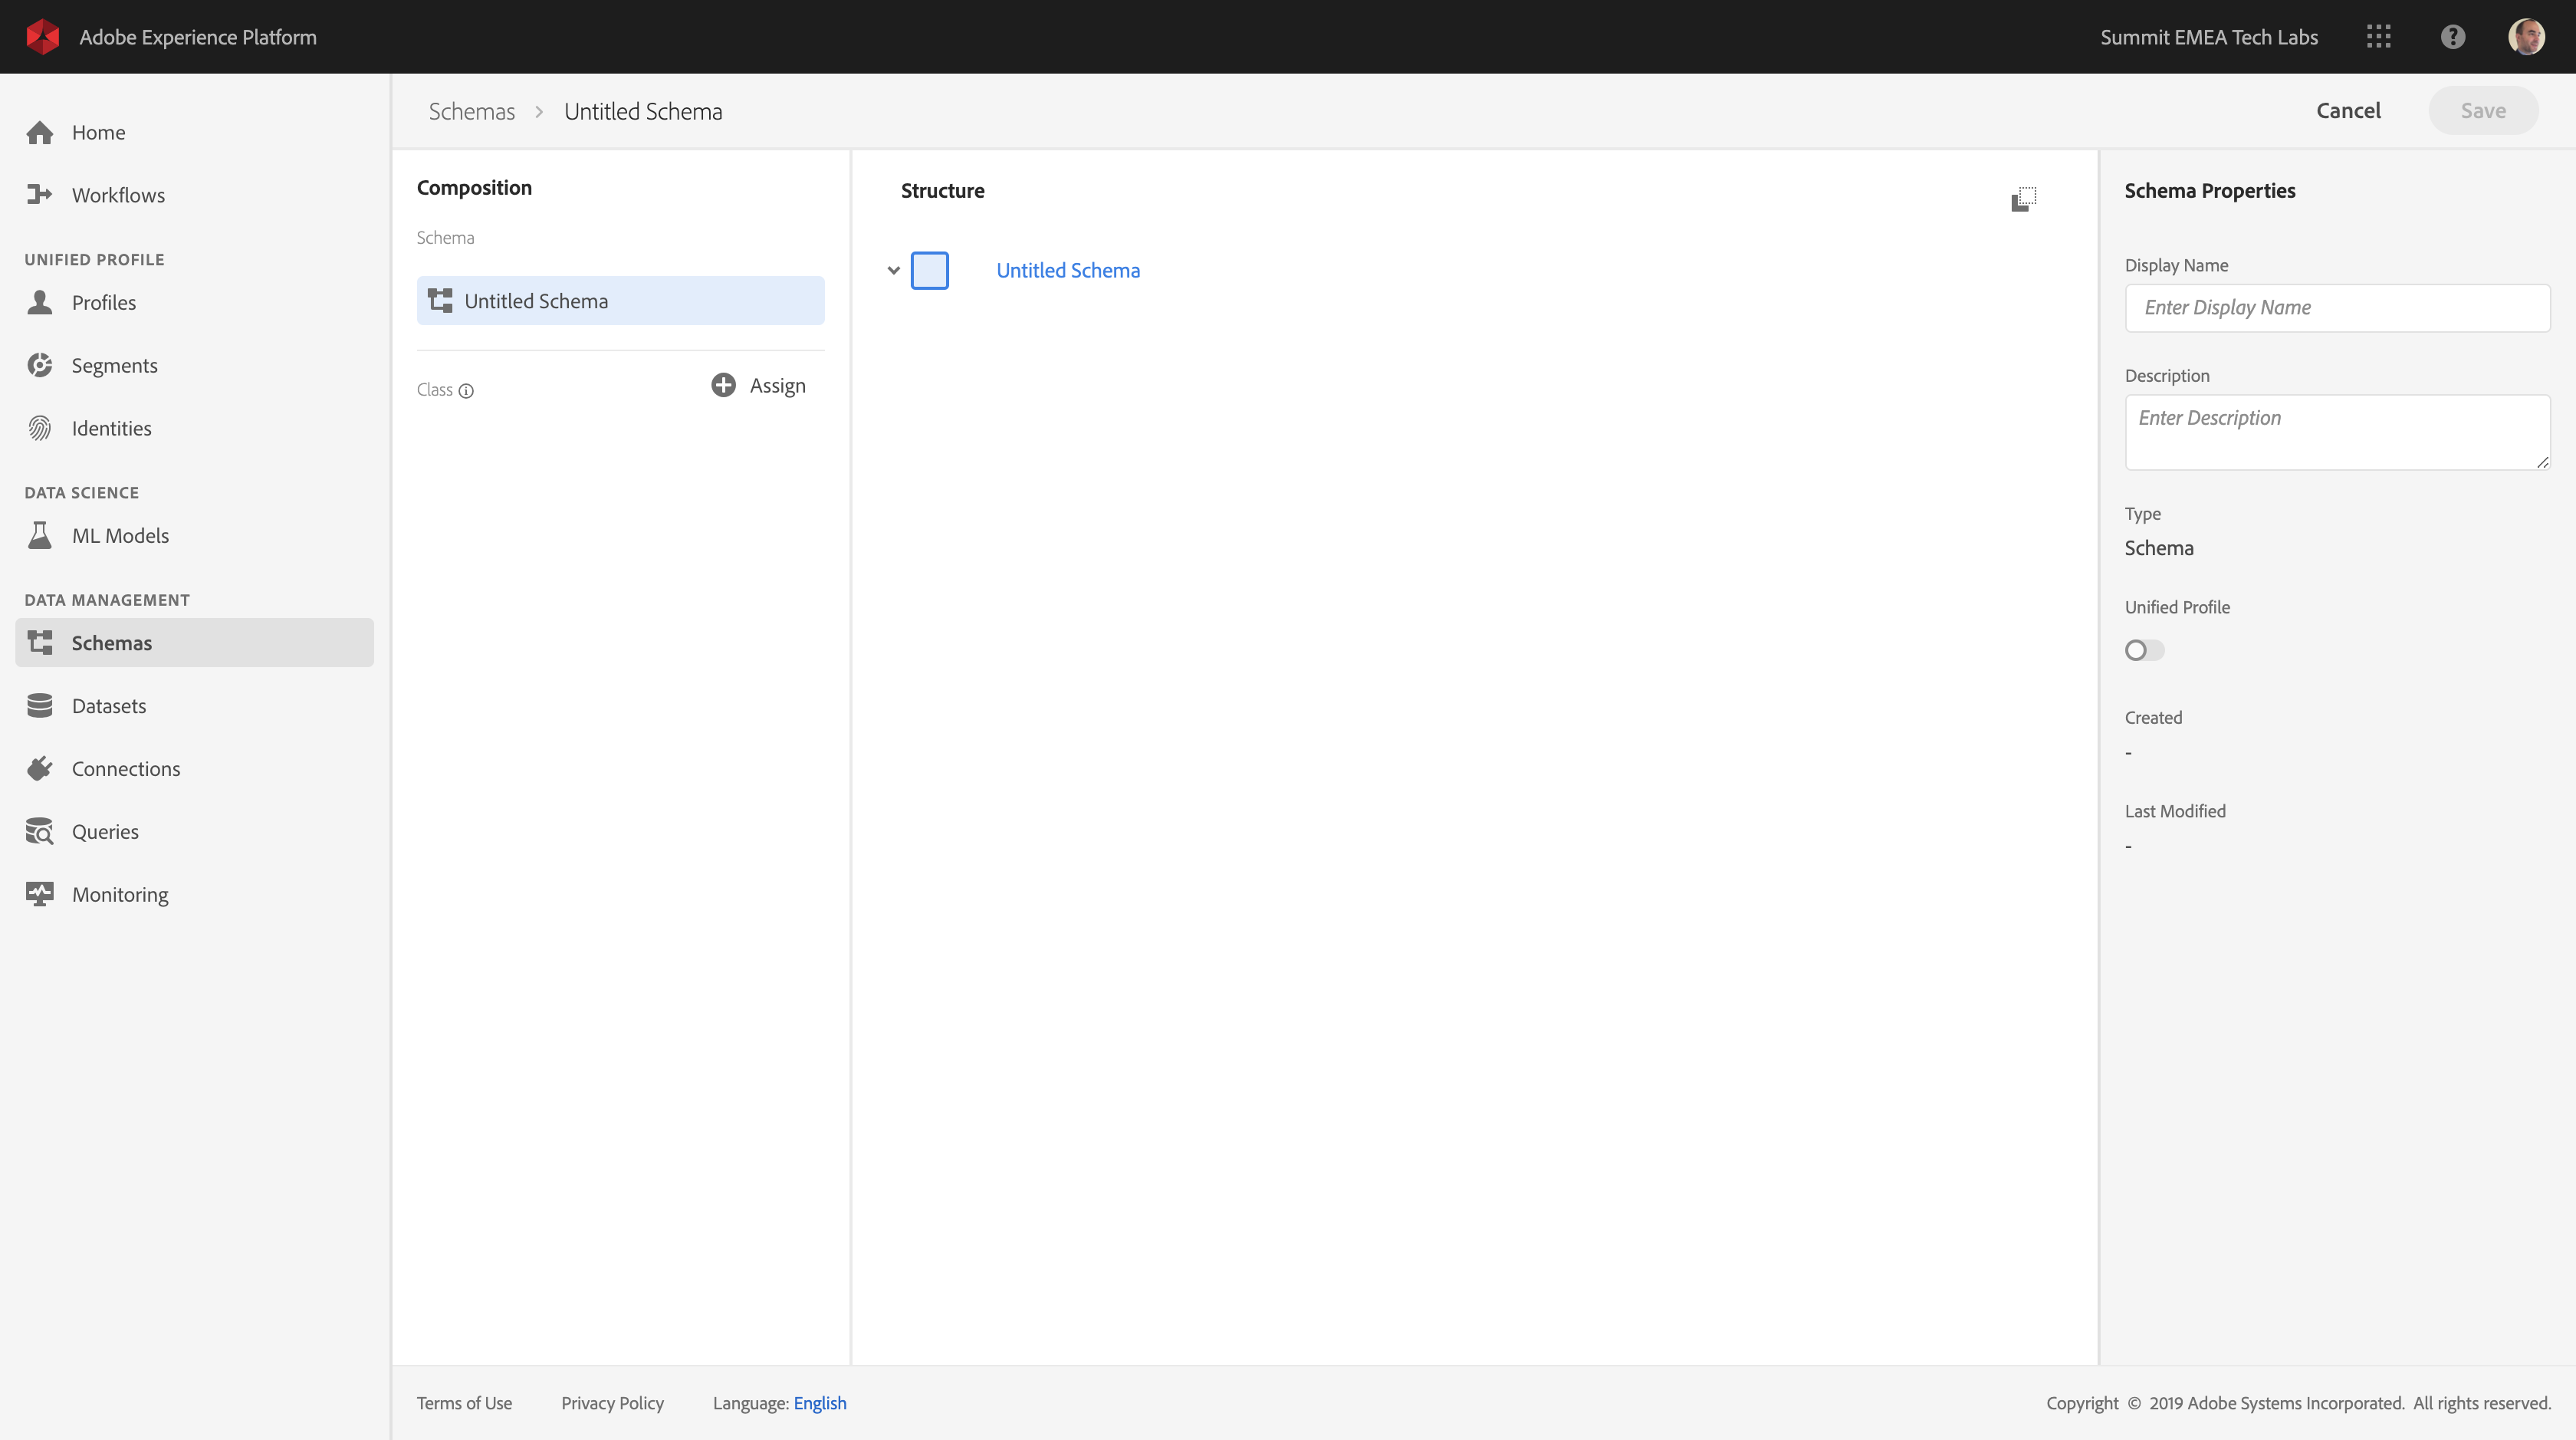 Adobe Experience Platform
Summit EMEA Tech Labs
?
Home
Workflows
UNIFIED PROFILE
Profiles
Segments
Identities
DATA SCIENCE
ML Models
DATA MANAGEMENT
Schemas
Datasets
Connections
Queries
Monitoring
Schemas > Untitled Schema
Cancel
Save
Composition
Schema
Untitled Schema
Class
Assign
Structure
Untitled Schema
Schema Properties
Display Name
Enter Display Name
Description
Enter Description
Type
Schema
Unified Profile
Created
-
Last Modified
-
Terms of Use
Privacy Policy
Language: English
Copyright © 2019 Adobe Systems Incorporated. All rights reserved.